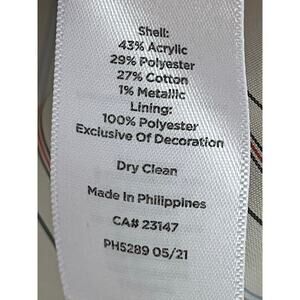 Shell:
43% Acrylic
29% Polyester
27% Cotton
1% Metallic
Lining:
100% Polyester
Exclusive Of Decoration
Dry Clean
Made In Philippines
CA# 23147
PH5289 05/21